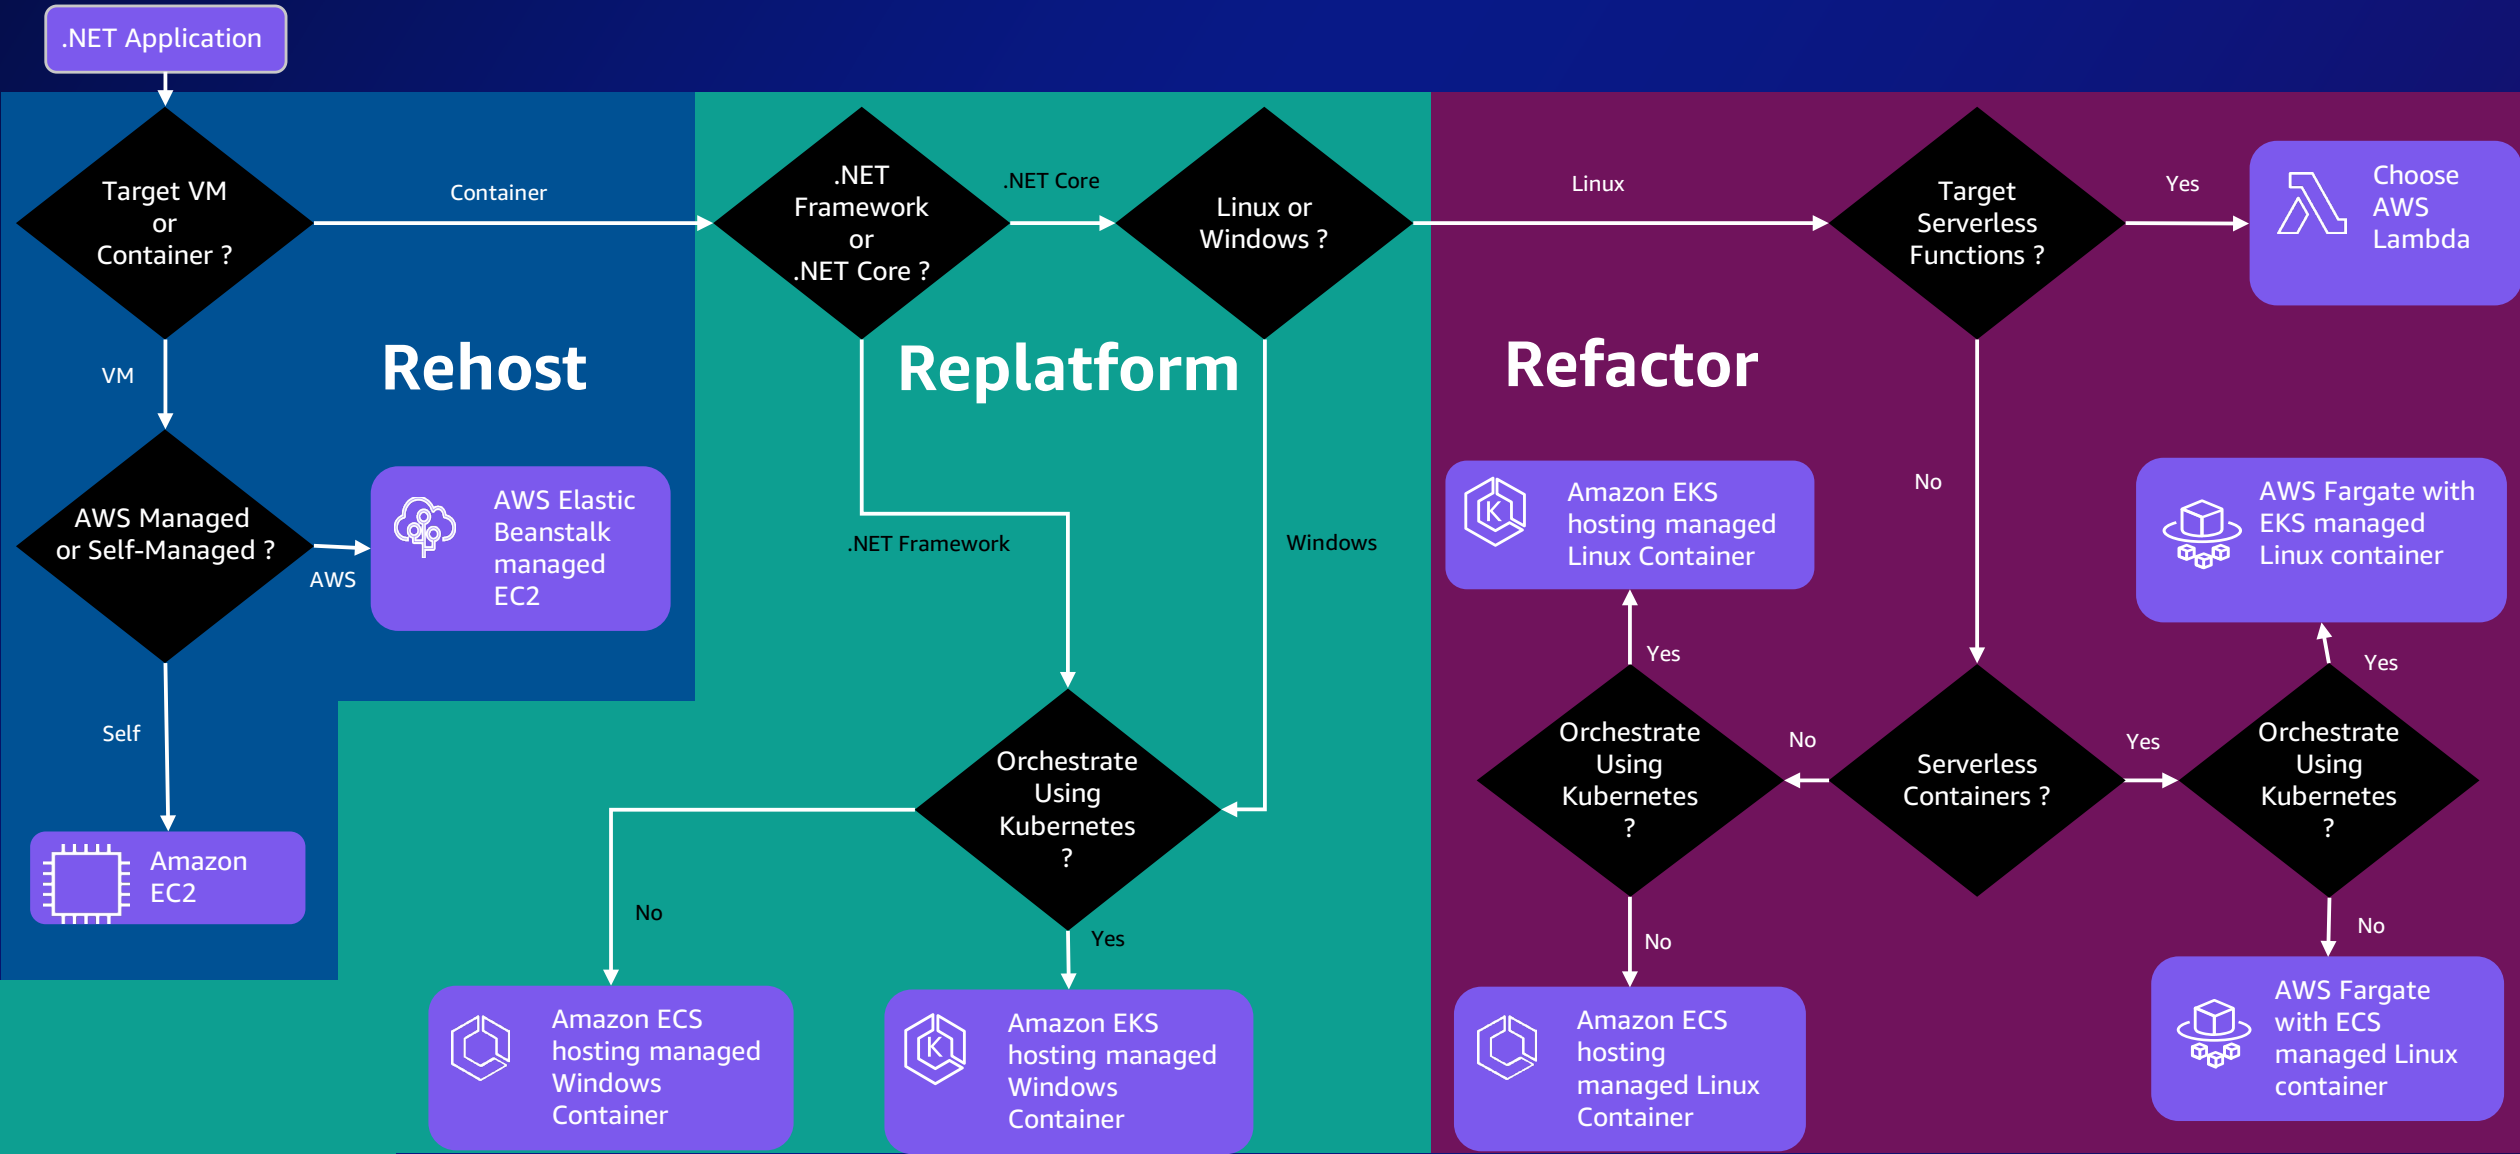 .NET Application
Target VM
or
Container ?
Container
.NET
Framework
or
.NET Core ?
.NET Core
Linux or
Windows ?
Linux
Target
Serverless
Functions ?
Yes
Choose
AWS
Lambda
VM
Rehost
Replatform
Refactor
AWS Managed
or Self-Managed ?
AWS
AWS Elastic
Beanstalk
managed
EC2
.NET Framework
Windows
Amazon EKS
hosting managed
Linux Container
No
AWS Fargate with
EKS managed
Linux container
Yes
Yes
Self
Orchestrate
Using
Kubernetes
?
Orchestrate
Using
Kubernetes
?
No
Serverless
Containers ?
Yes
Orchestrate
Using
Kubernetes
?
Amazon
EC2
No
Yes
No
No
Amazon ECS
hosting managed
Windows
Container
K
Amazon EKS
hosting managed
Windows
Container
Amazon ECS
hosting
managed Linux
Container
AWS Fargate
with ECS
managed Linux
container
K